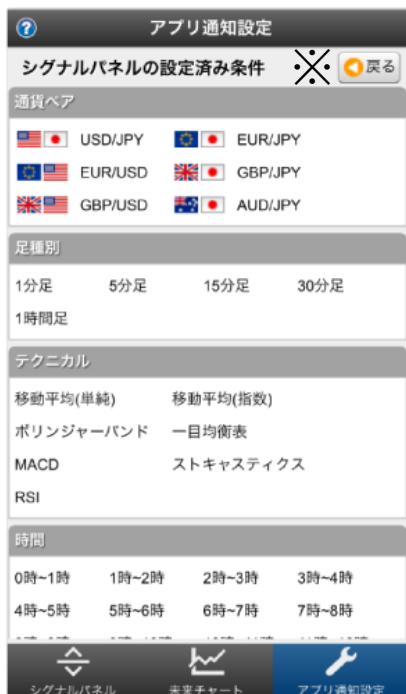 ? アプリ通知設定
シグナルパネルの設定済み条件 ※ 戻る
通貨ペア
USD/JPY EUR/JPY
EUR/USD GBP/JPY
GBP/USD AUD/JPY
足種別
1分足 5分足 15分足 30分足
1時間足
テクニカル
移動平均(単純) 移動平均(指数)
ボリンジャーバンド 一目均衡表
MACD ストキャスティクス
RSI
時間
0時~1時 1時~2時 2時~3時 3時~4時
4時~5時 5時~6時 6時~7時 7時~8時
シグナルパネル 未来チャート アプリ通知設定